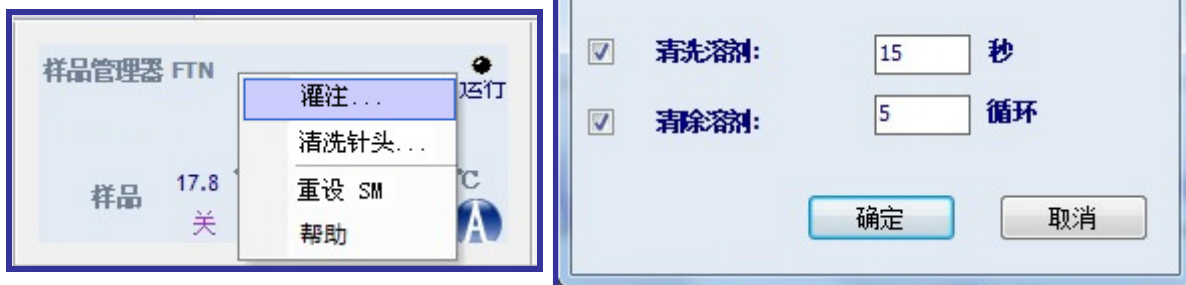 样品管理器 FTN
运行
灌注...
清洗针头...
样品 17.8 ℃
关
重设 SM
帮助
A
清洗溶剂: 15 秒
清除溶剂: 5 循环
确定 取消